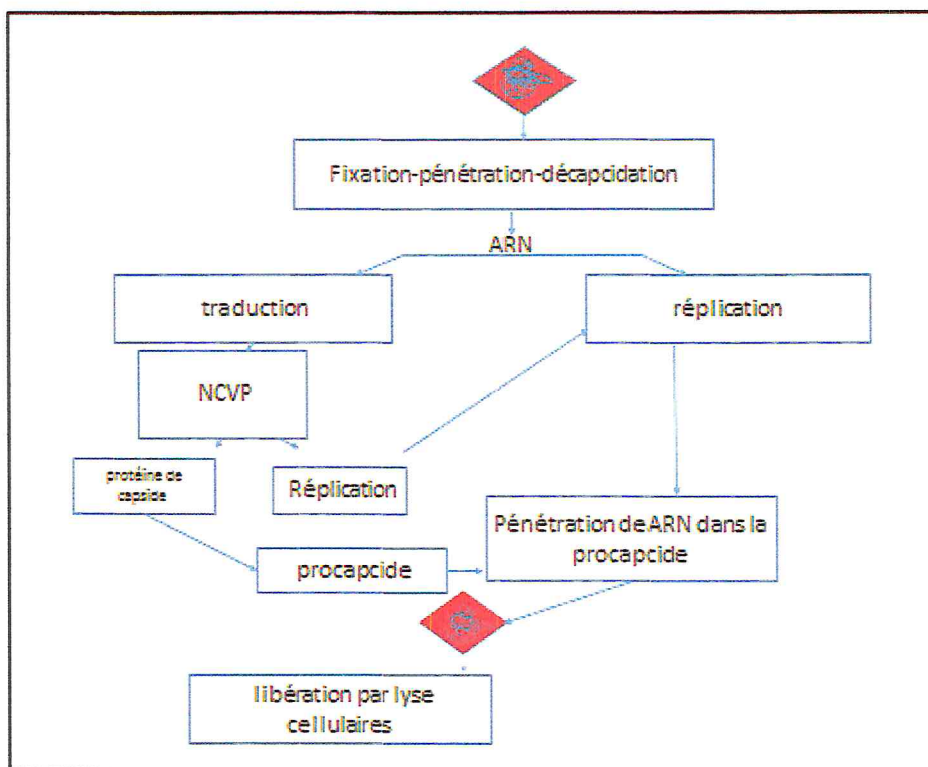 Fixation-pénétration-décapcidation
ARN
traduction
réplication
NCVP
protéine de
capside
Réplication
Pénétration de ARN dans la
procapcide
procapcide
libération par lyse
cellulaires